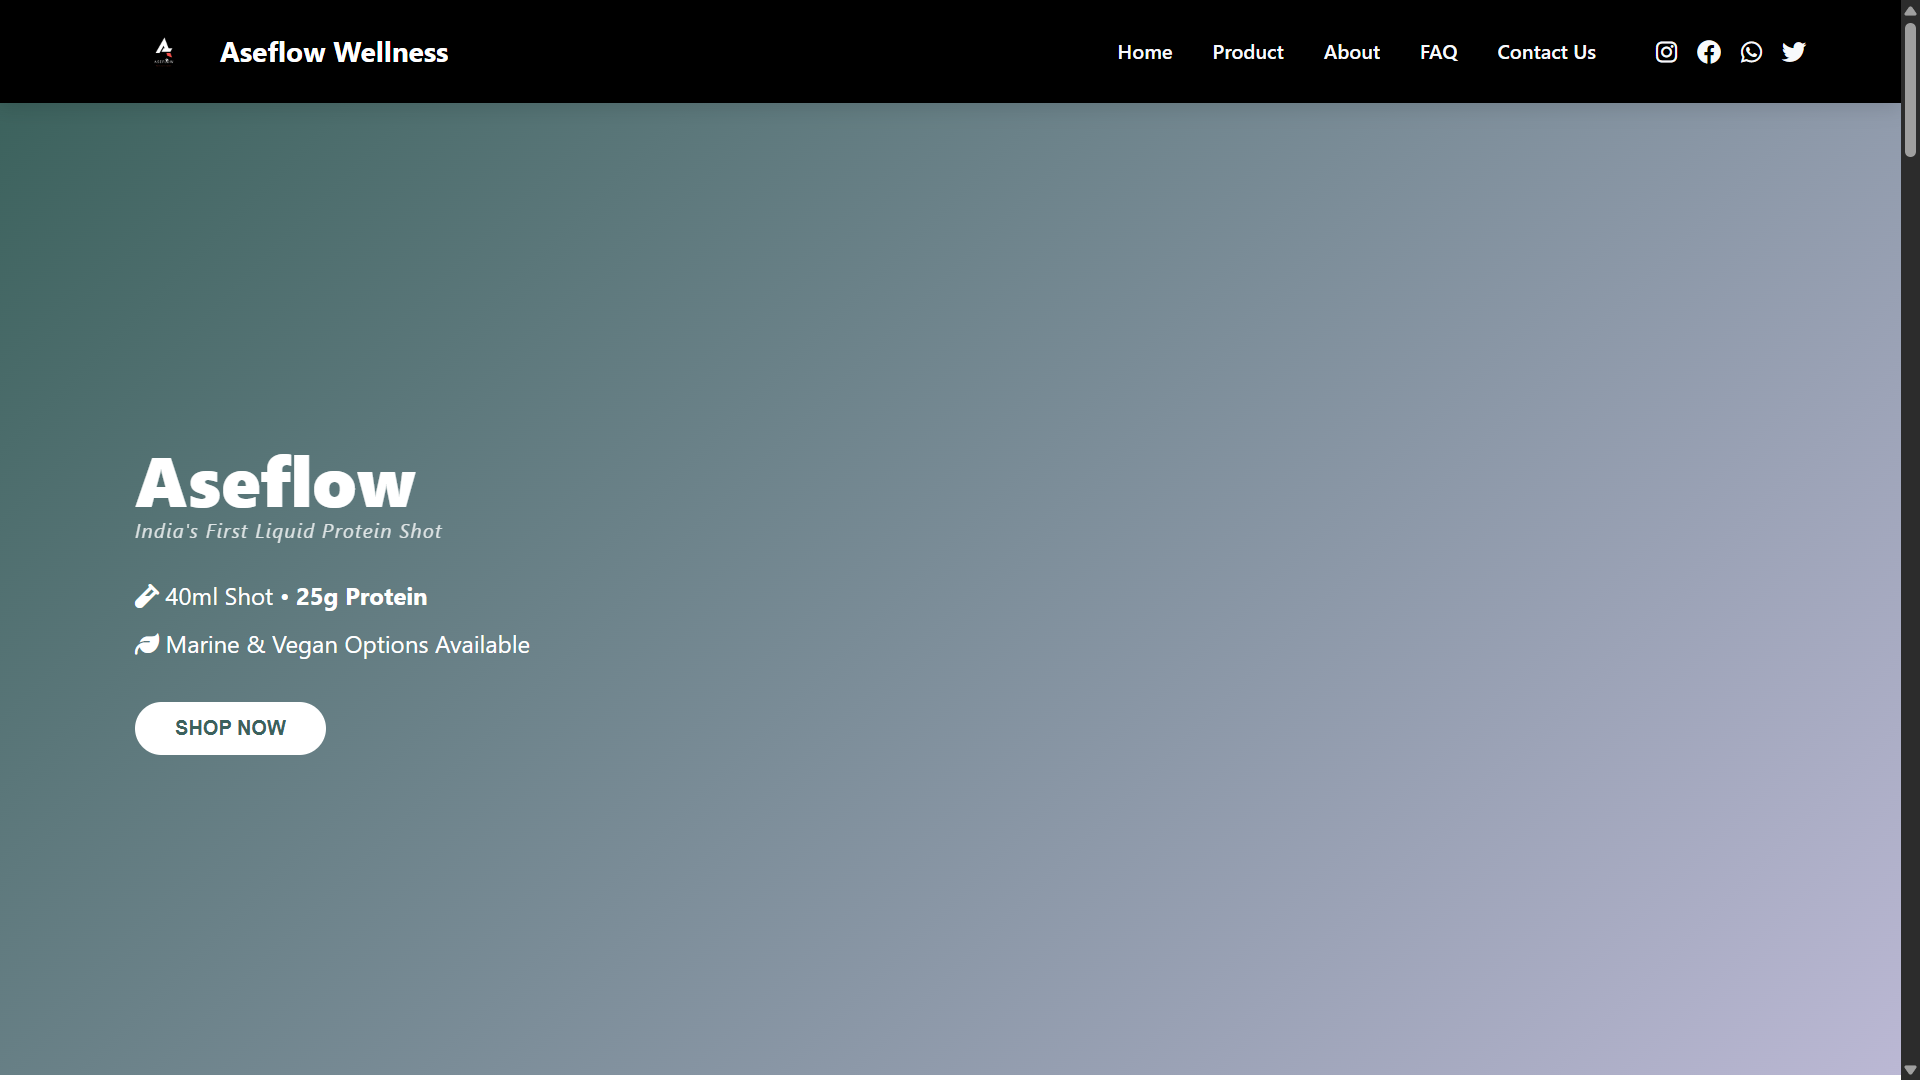 Aseflow Wellness
Home
Product
About
FAQ
Contact Us
Aseflow
India's First Liquid Protein Shot
40ml Shot • 25g Protein
Marine & Vegan Options Available
SHOP NOW